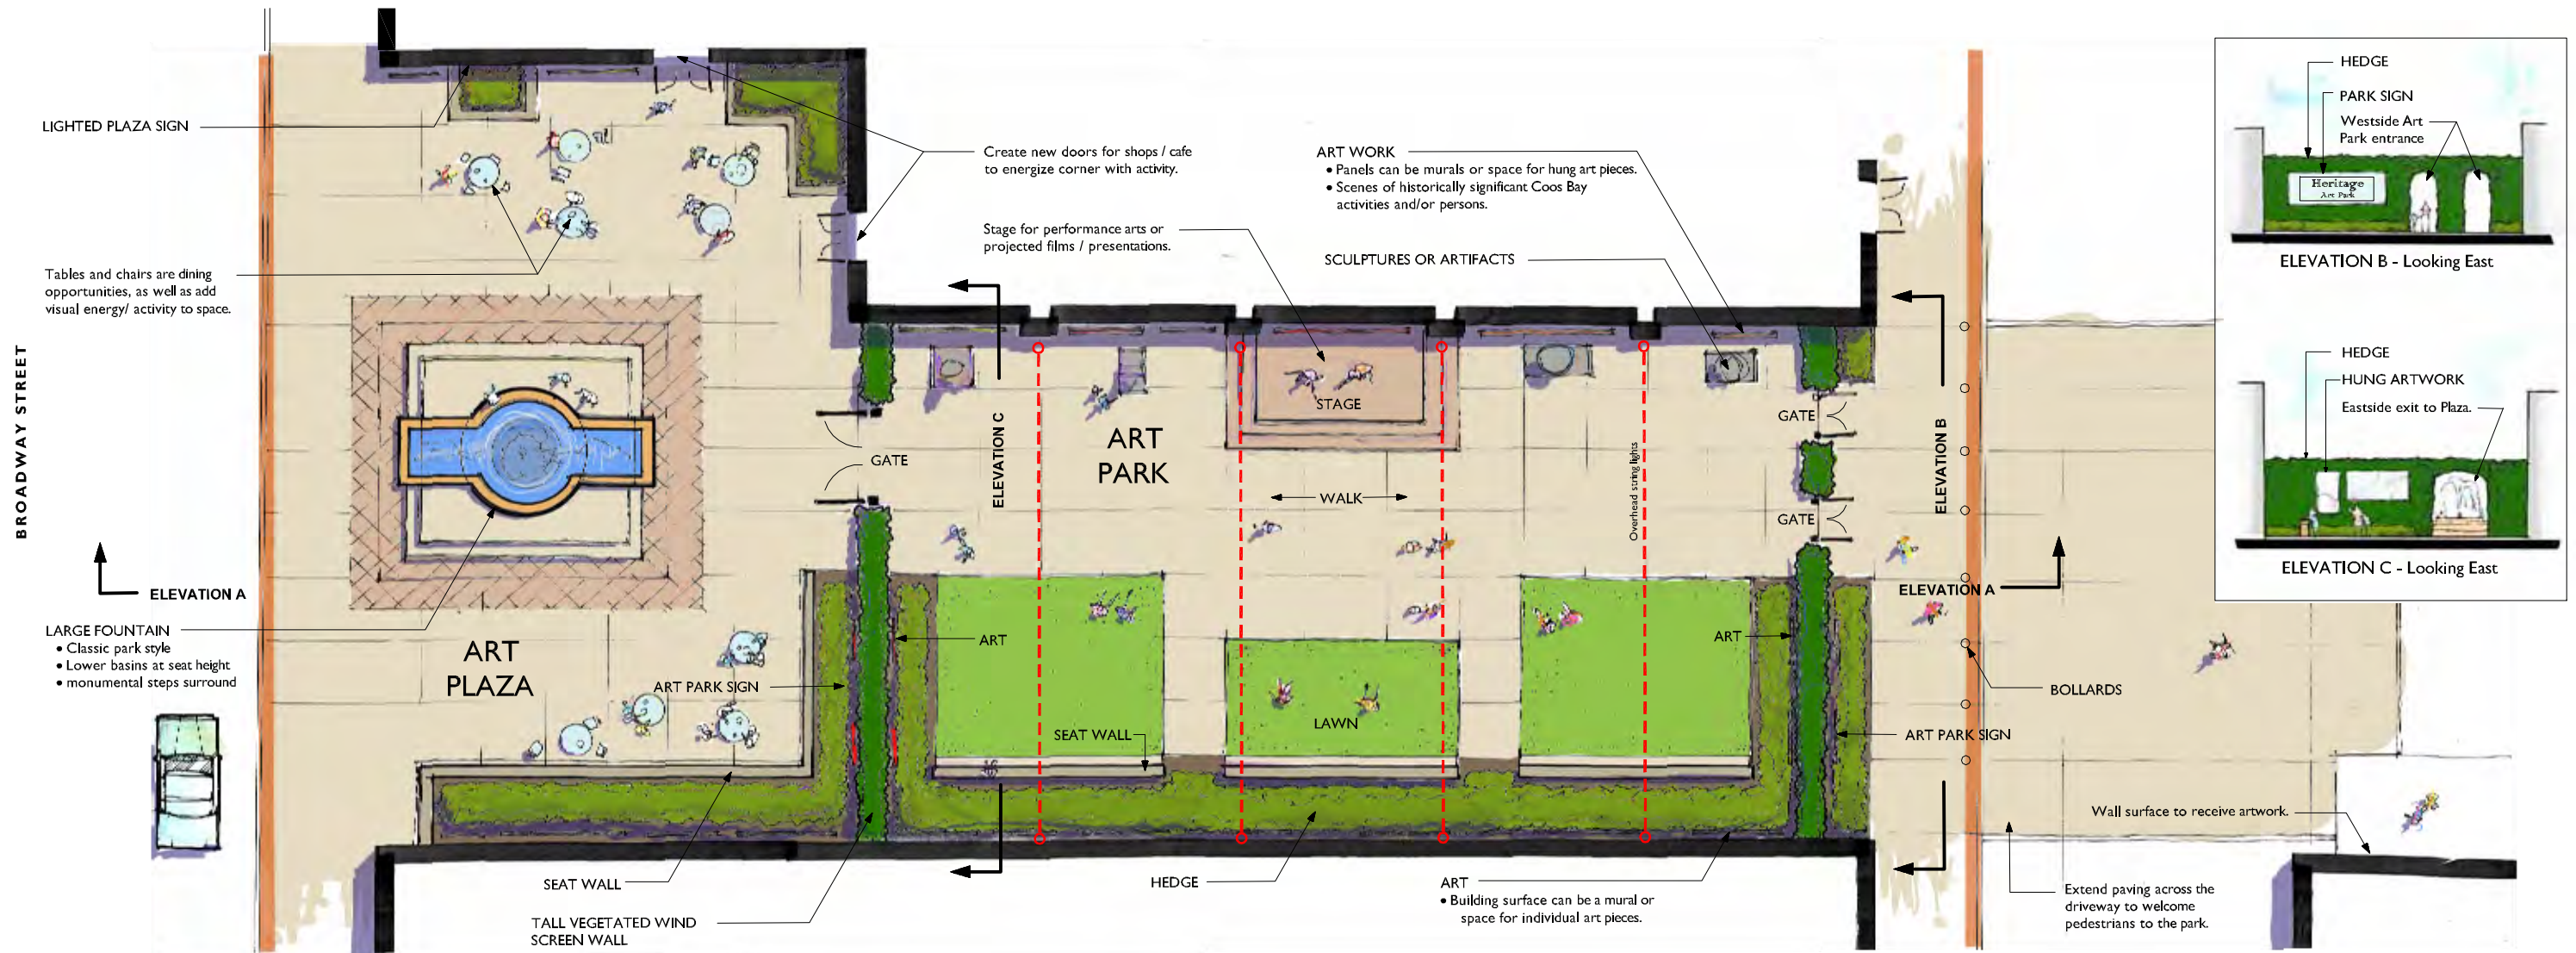 LIGHTED PLAZA SIGN
Tables and chairs are dining
opportunities, as well as add
visual energy/ activity to space.
BROADWAY STREET
ELEVATION A
LARGE FOUNTAIN
• Classic park style
• Lower basins at seat height
• monumental steps surround
ART
PLAZA
ART PARK SIGN
SEAT WALL
TALL VEGETATED WIND
SCREEN WALL
Create new doors for shops / cafe
to energize corner with activity.
Stage for performance arts or
projected films / presentations.
ART WORK
• Panels can be murals or space for hung art pieces.
• Scenes of historically significant Coos Bay
activities and/or persons.
SCULPTURES OR ARTIFACTS
GATE
ELEVATION C
ART
PARK
STAGE
WALK
Overhead string lights
GATE
GATE
ELEVATION B
ELEVATION A
ART
ART
SEAT WALL
LAWN
BOLLARDS
ART PARK SIGN
HEDGE
ART
• Building surface can be a mural or
space for individual art pieces.
Wall surface to receive artwork.
Extend paving across the
driveway to welcome
pedestrians to the park.
HEDGE
PARK SIGN
Westside Art
Park entrance
Heritage
Art Park
ELEVATION B - Looking East
HEDGE
HUNG ARTWORK
Eastside exit to Plaza.
ELEVATION C - Looking East